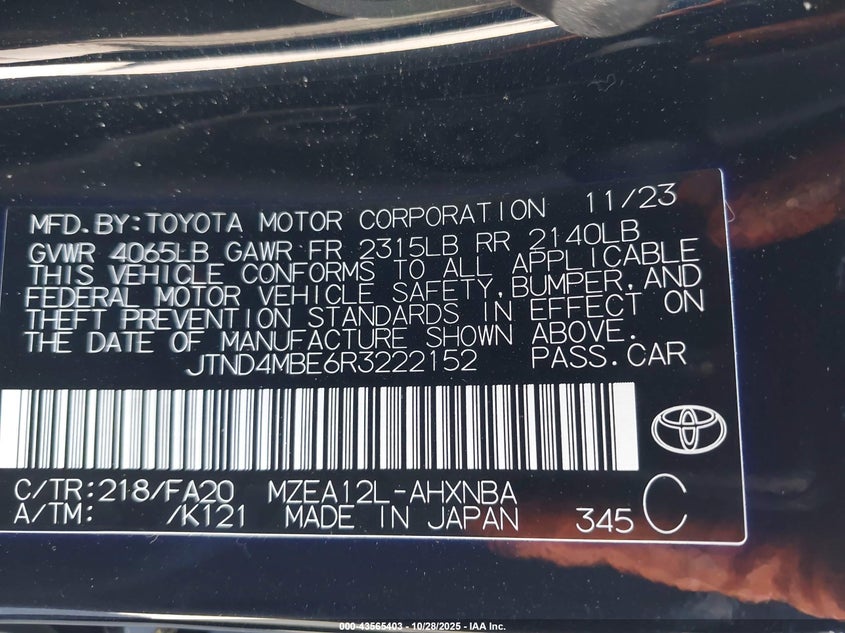 MFD.BY:TOYOTA MOTOR CORPORATION 11/23
GVWR 4065LB GAWR FR 2315LB RR 2140LB
THIS VEHICLE CONFORMS TO ALL APPLICABLE
FEDERAL MOTOR VEHICLE SAFETY,BUMPER,AND
THEFT PREVENTION STANDARDS IN EFFECT ON
THE DATE OF MANUFACTURE SHOWN ABOVE.
JTND4MBE6R3222152 PASS.CAR
C/TR:218/FA20 MZEA12L-AHXNBA
A/TM: /K121 MADE IN JAPAN 345 C
000-43565403 - 10/28/2025 - IAA Inc.